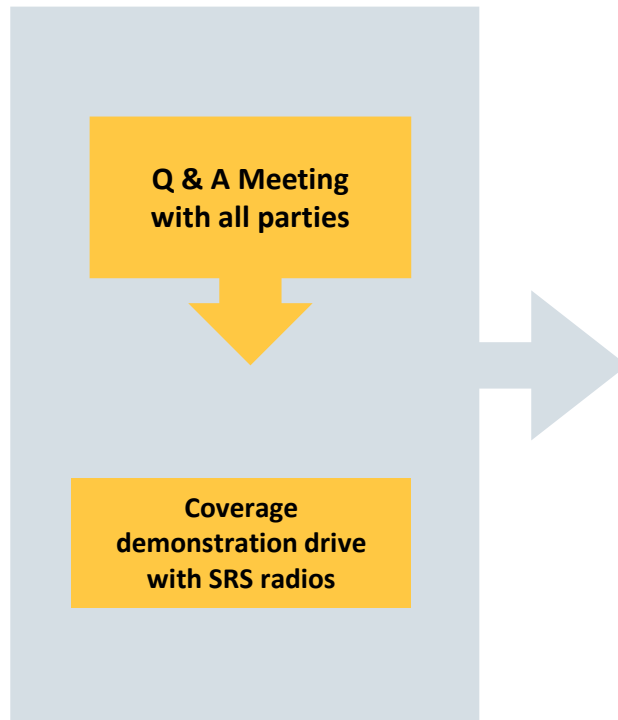 Q & A Meeting
with all parties
Coverage
demonstration drive
with SRS radios